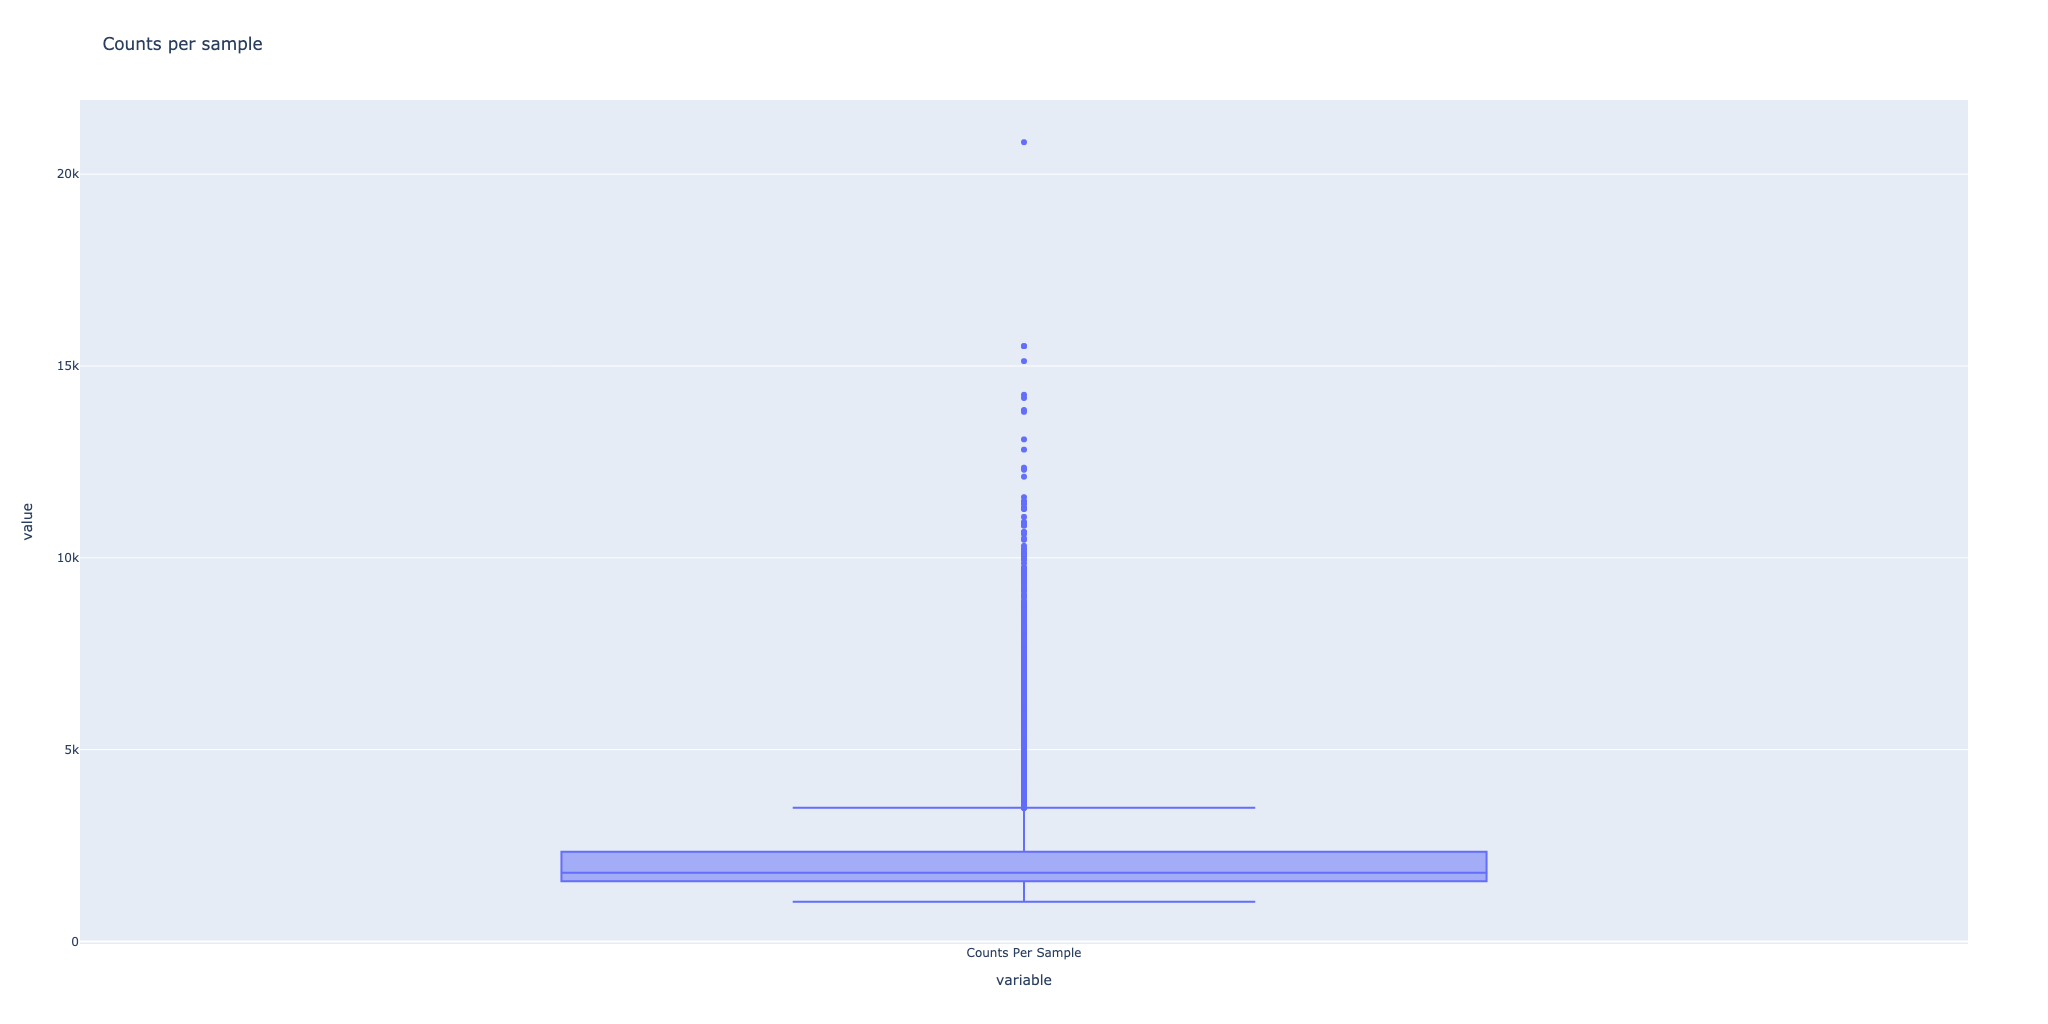 Counts per sample
20k
15k
10k
5k
0
value
Counts Per Sample
variable